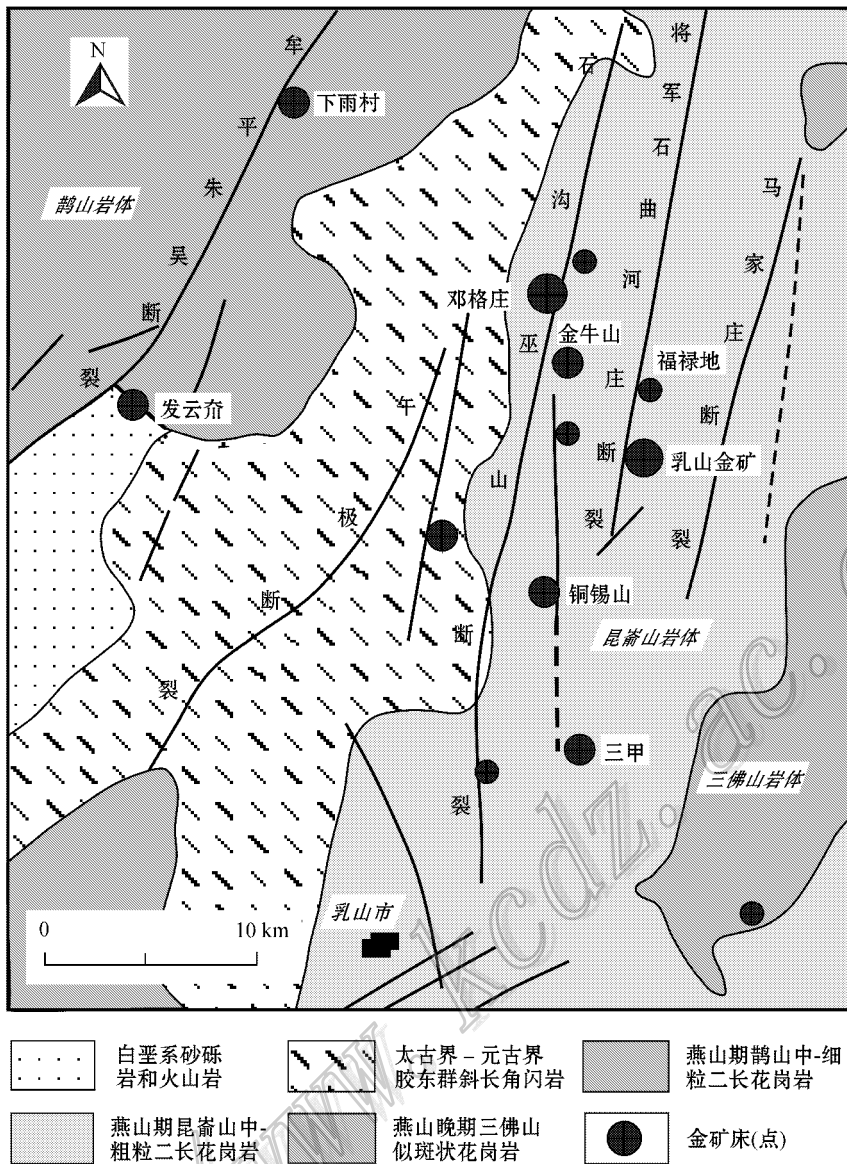 N
牟平朱吴断裂
下雨村
鹊山岩体
石沟巫山断裂
将军石曲河庄断裂
马家庄断裂
邓格庄
金牛山
福禄地
发云夼
午极断裂
乳山金矿
铜锡山
昆嵛山岩体
三甲
三佛山岩体
乳山市
0
10 km
白垩系砂砾
岩和火山岩
太古界-元古界
胶东群斜长角闪岩
燕山期鹊山中-细
粒二长花岗岩
燕山期昆嵛山中-
粗粒二长花岗岩
燕山晚期三佛山
似斑状花岗岩
金矿床(点)
www.kcdz.ac.